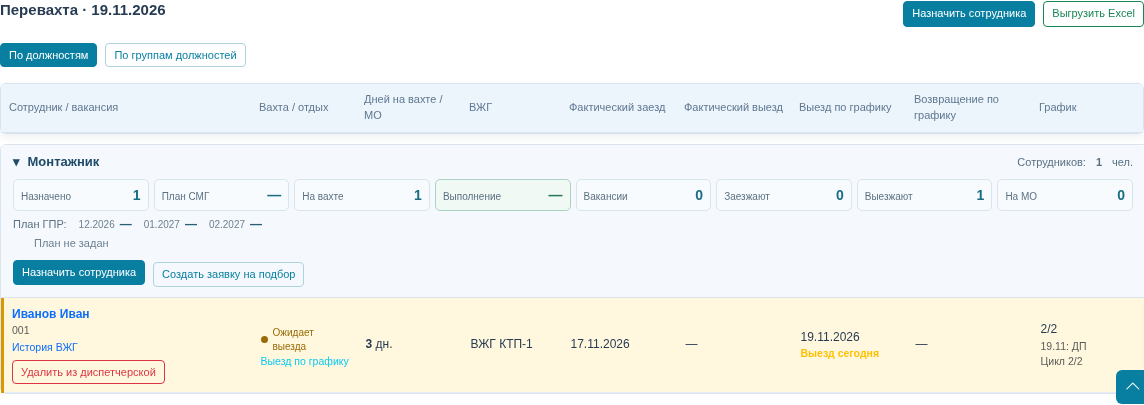 Перевахта · 19.11.2026
Назначить сотрудника
Выгрузить Excel
По должностям
По группам должностей
Сотрудник / вакансия
Вахта / отдых
Дней на вахте /
МО
ВЖГ
Фактический заезд
Фактический выезд
Выезд по графику
Возвращение по
графику
График
▼ Монтажник
Сотрудников: 1 чел.
Назначено 1
План СМГ —
На вахте 1
Выполнение —
Вакансии 0
Заезжают 0
Выезжают 1
На МО 0
План ГПР: 12.2026 — 01.2027 — 02.2027 —
План не задан
Назначить сотрудника
Создать заявку на подбор
Иванов Иван
001
История ВЖГ
Удалить из диспетчерской
Ожидает
выезда
Выезд по графику
3 дн.
ВЖГ КТП-1
17.11.2026
—
19.11.2026
Выезд сегодня
—
2/2
19.11: ДП
Цикл 2/2